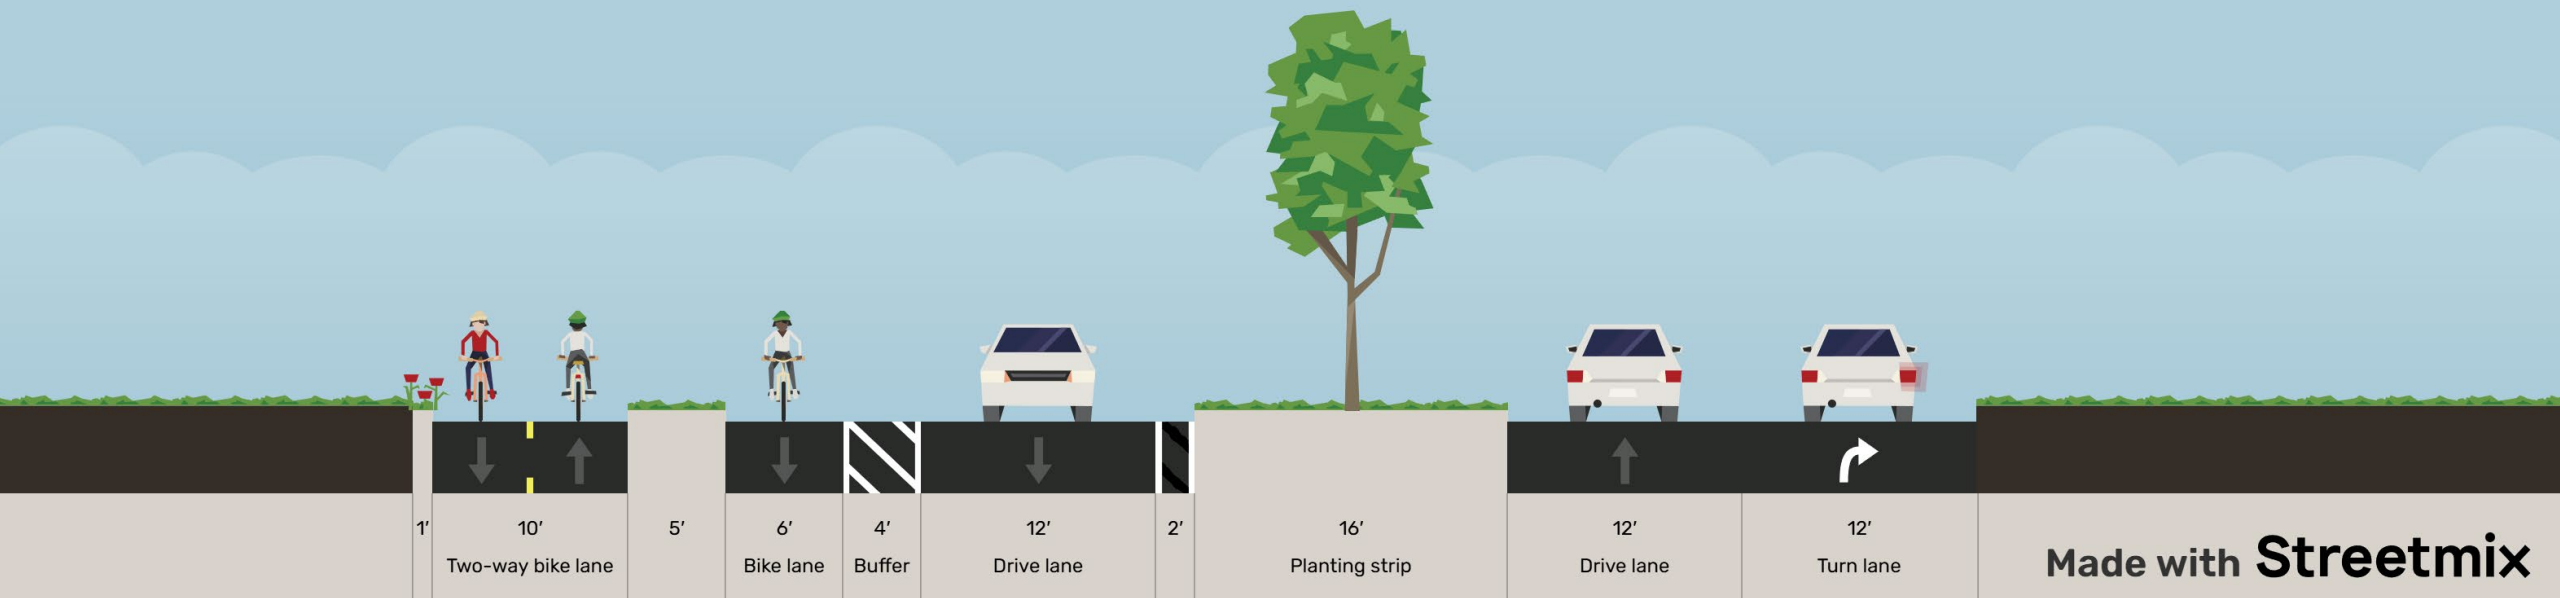 1′ 10′ 5′ 6′ 4′ 12′ 2′ 16′ 12′ 12′
Two-way bike lane Bike lane Buffer Drive lane Planting strip Drive lane Turn lane
Made with Streetmix